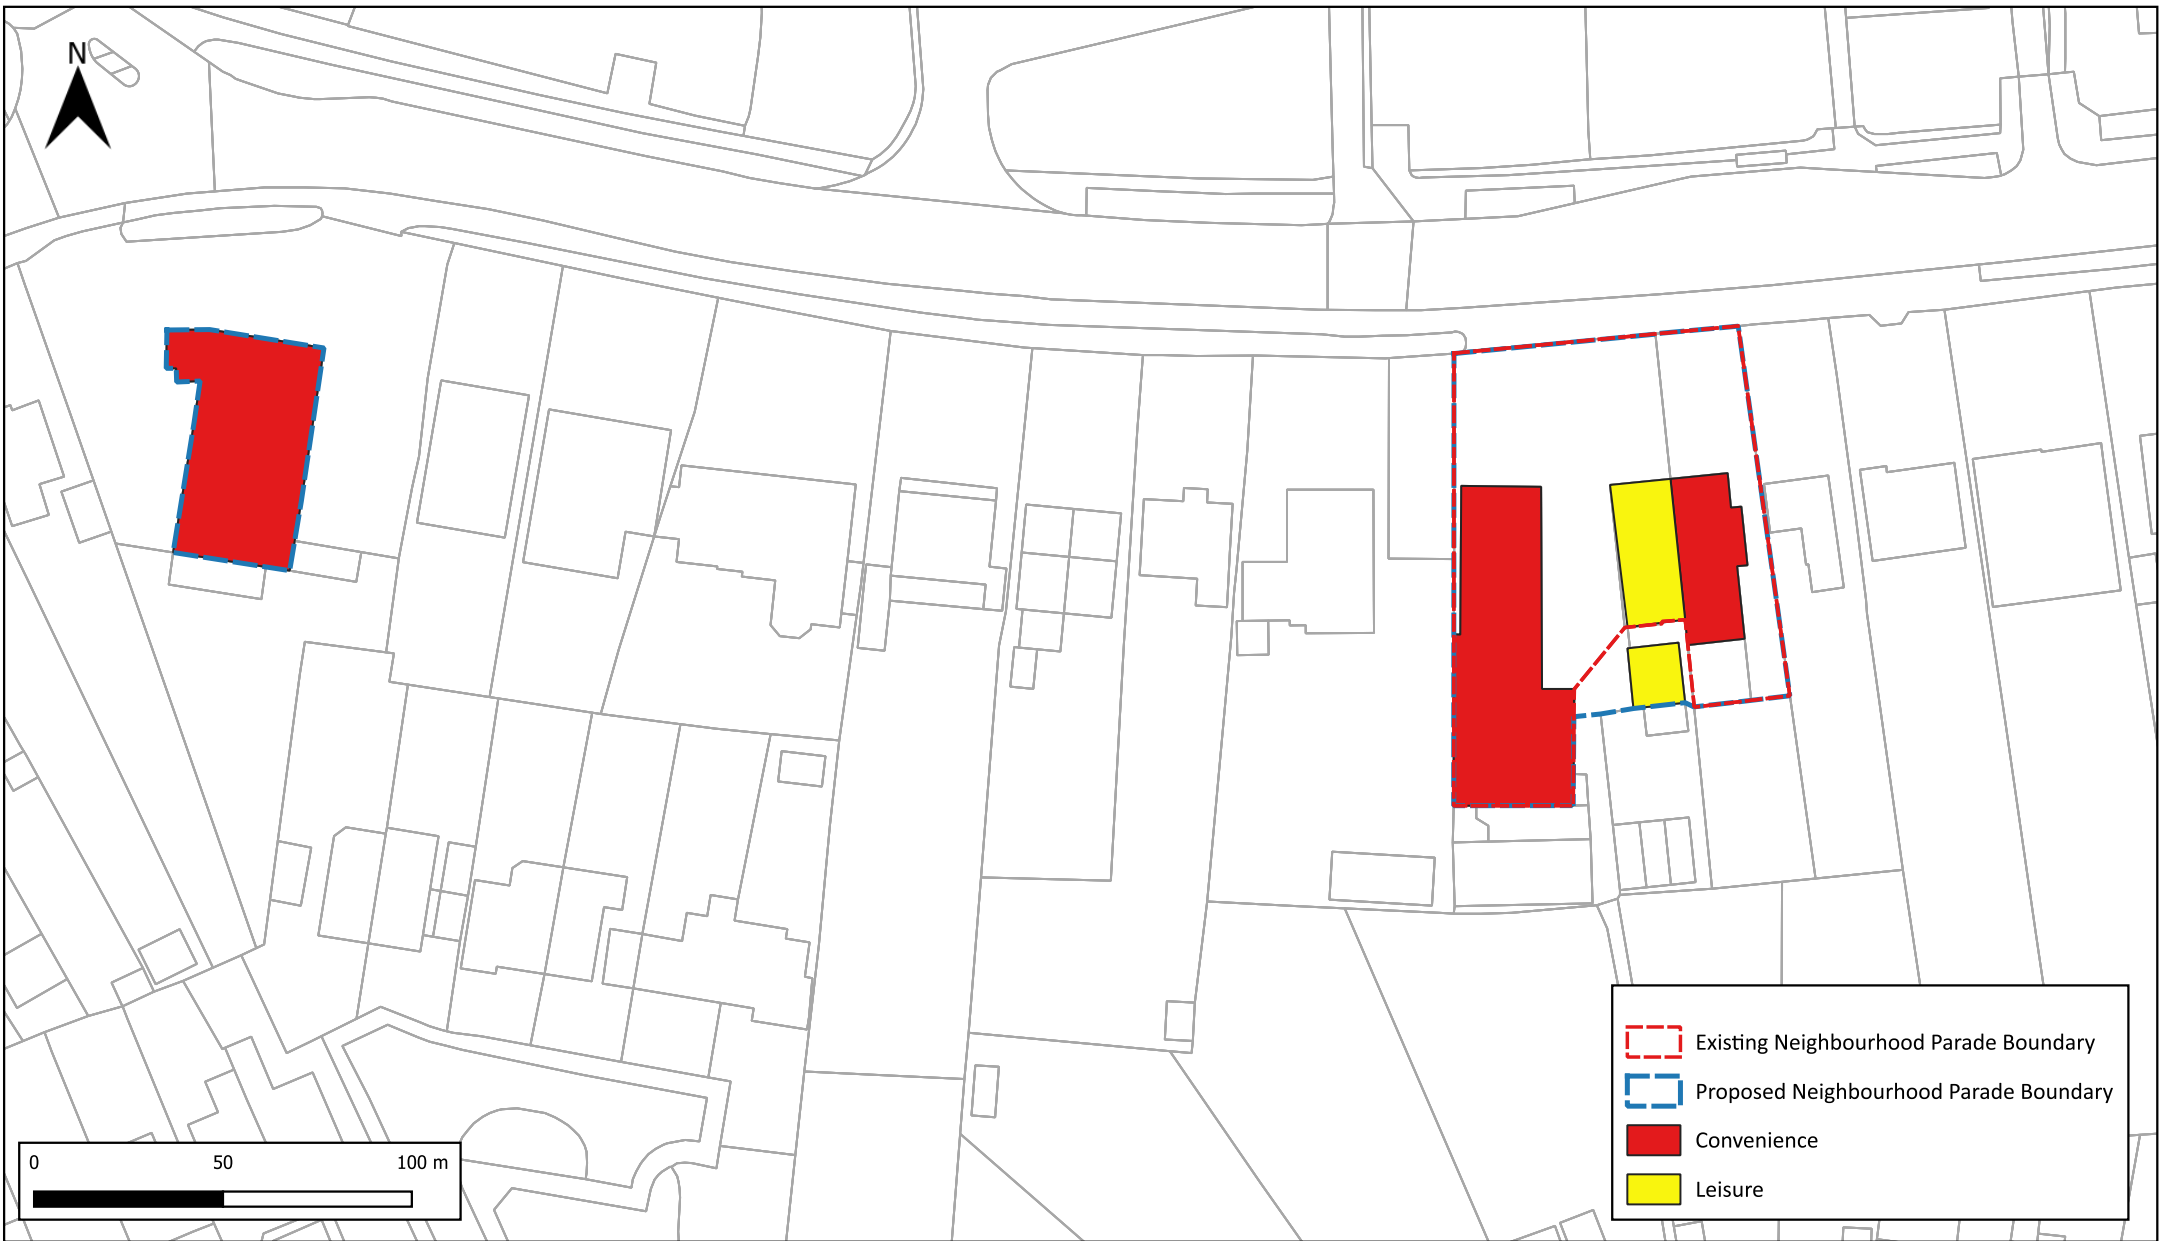 N
Existing Neighbourhood Parade Boundary
Proposed Neighbourhood Parade Boundary
Convenience
Leisure
0 50 100 m